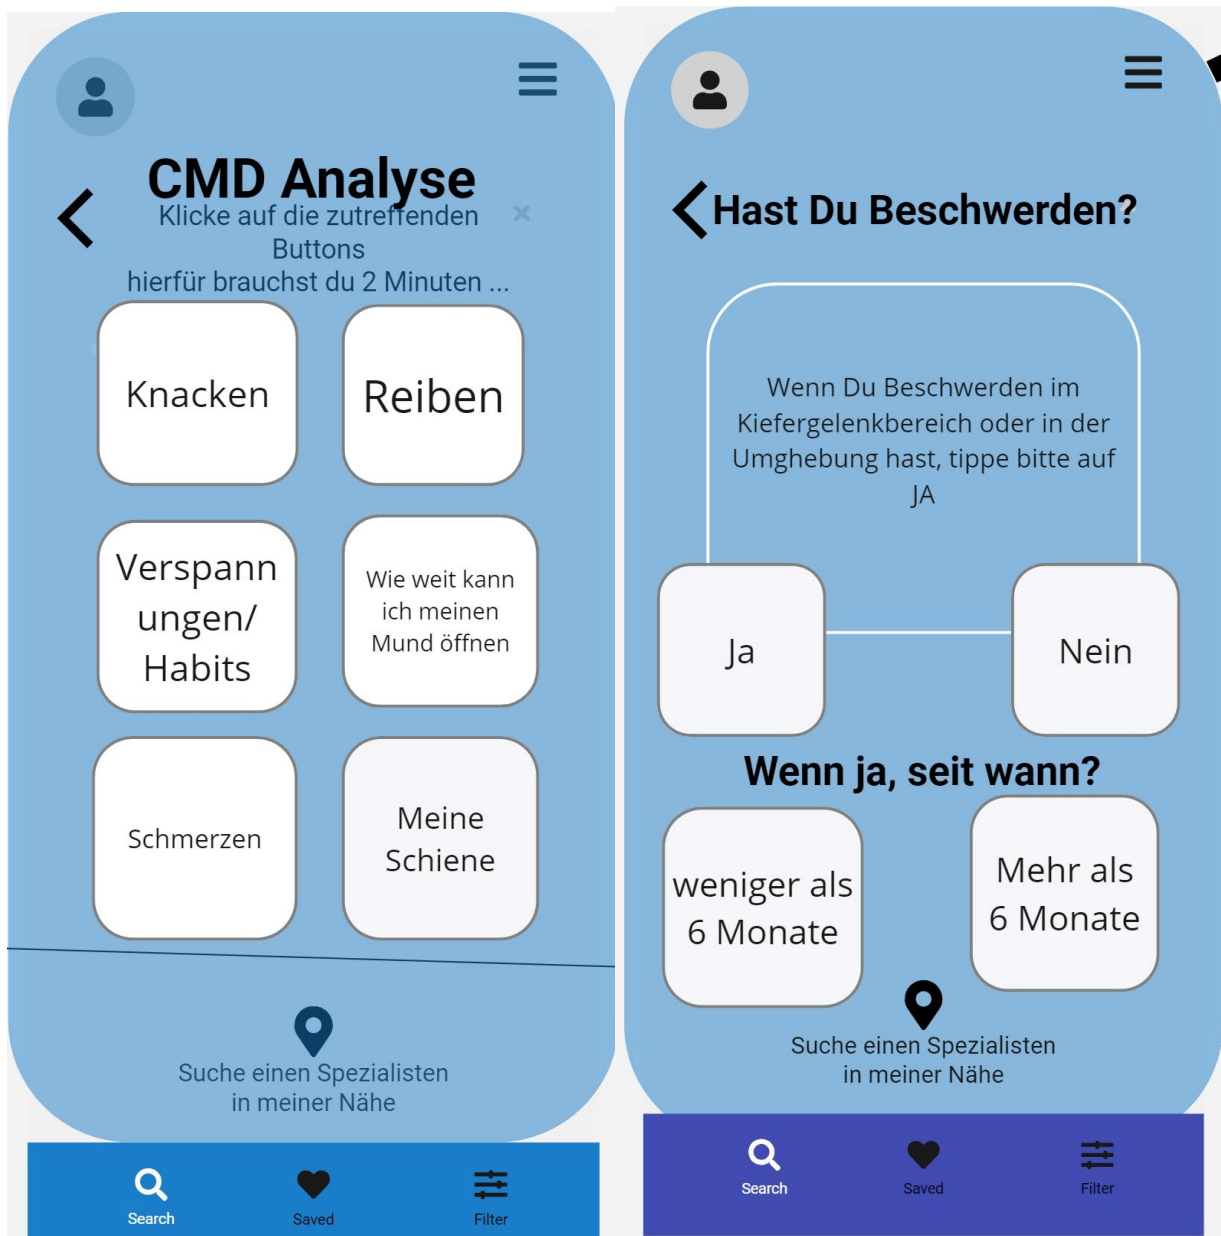 CMD Analyse
Klicke auf die zutreffenden
Buttons
hierfür brauchst du 2 Minuten ...
Knacken
Reiben
Verspann
ungen/
Habits
Wie weit kann
ich meinen
Mund öffnen
Schmerzen
Meine
Schiene
Suche einen Spezialisten
in meiner Nähe
Search
Saved
Filter
Hast Du Beschwerden?
Wenn Du Beschwerden im
Kiefergelenkbereich oder in der
Umghebung hast, tippe bitte auf
JA
Ja
Nein
Wenn ja, seit wann?
weniger als
6 Monate
Mehr als
6 Monate
Suche einen Spezialisten
in meiner Nähe
Search
Saved
Filter